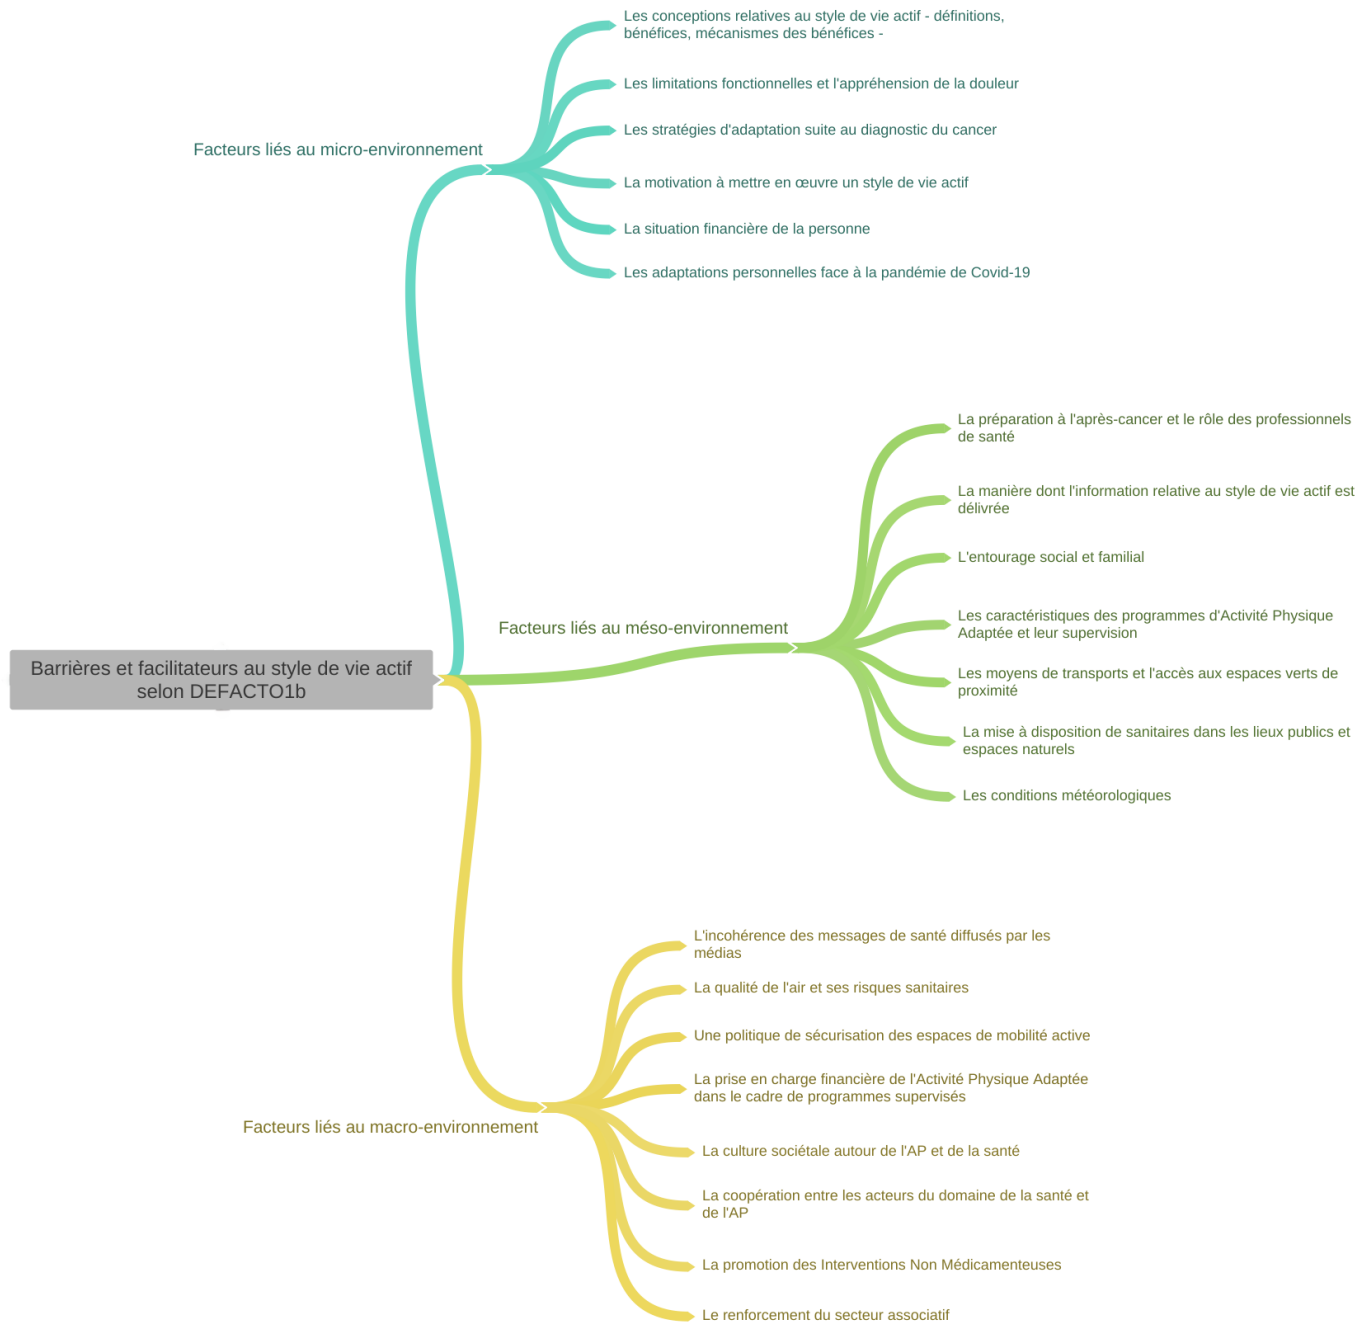 Les conceptions relatives au style de vie actif - définitions,
bénéfices, mécanismes des bénéfices -
Les limitations fonctionnelles et l'appréhension de la douleur
Les stratégies d'adaptation suite au diagnostic du cancer
Facteurs liés au micro-environnement
La motivation à mettre en œuvre un style de vie actif
La situation financière de la personne
Les adaptations personnelles face à la pandémie de Covid-19
La préparation à l'après-cancer et le rôle des professionnels
de santé
La manière dont l'information relative au style de vie actif est
délivrée
L'entourage social et familial
Les caractéristiques des programmes d'Activité Physique
Adaptée et leur supervision
Facteurs liés au méso-environnement
Les moyens de transports et l'accès aux espaces verts de
proximité
La mise à disposition de sanitaires dans les lieux publics et
espaces naturels
Les conditions météorologiques
Barrières et facilitateurs au style de vie actif
selon DEFACTO1b
L'incohérence des messages de santé diffusés par les
médias
La qualité de l'air et ses risques sanitaires
Une politique de sécurisation des espaces de mobilité active
La prise en charge financière de l'Activité Physique Adaptée
dans le cadre de programmes supervisés
Facteurs liés au macro-environnement
La culture sociétale autour de l'AP et de la santé
La coopération entre les acteurs du domaine de la santé et
de l'AP
La promotion des Interventions Non Médicamenteuses
Le renforcement du secteur associatif